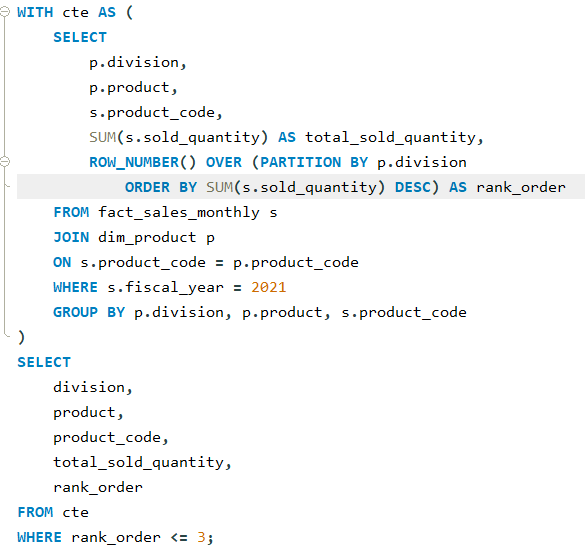 WITH cte AS (
    SELECT
        p.division,
        p.product,
        s.product_code,
        SUM(s.sold_quantity) AS total_sold_quantity,
        ROW_NUMBER() OVER (PARTITION BY p.division
            ORDER BY SUM(s.sold_quantity) DESC) AS rank_order
    FROM fact_sales_monthly s
    JOIN dim_product p
    ON s.product_code = p.product_code
    WHERE s.fiscal_year = 2021
    GROUP BY p.division, p.product, s.product_code
)
SELECT
    division,
    product,
    product_code,
    total_sold_quantity,
    rank_order
FROM cte
WHERE rank_order <= 3;